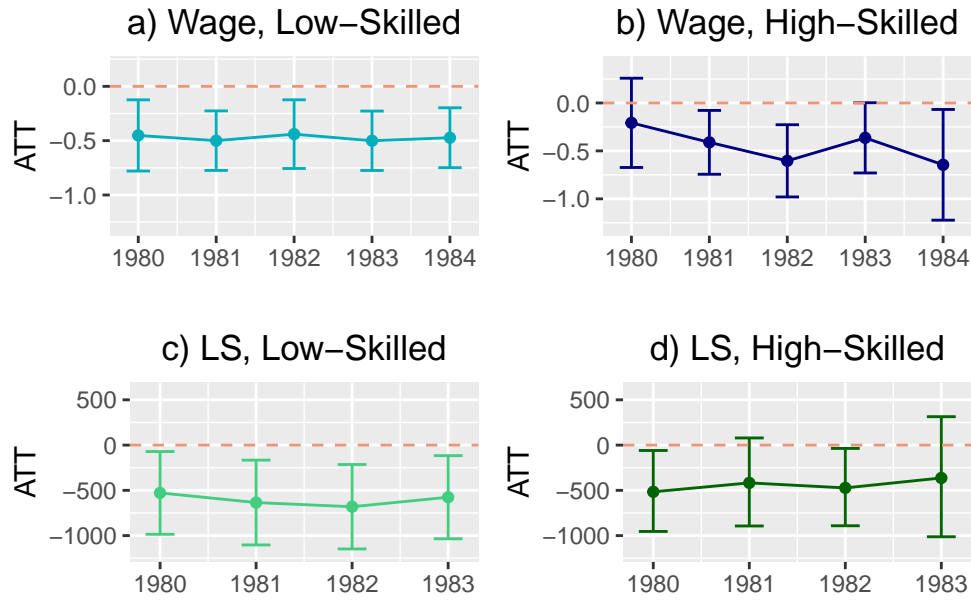 a) Wage, Low−Skilled
ATT
0.0
−0.5
−1.0
1980 1981 1982 1983 1984
b) Wage, High−Skilled
ATT
0.0
−0.5
−1.0
1980 1981 1982 1983 1984
c) LS, Low−Skilled
ATT
500
0
−500
−1000
1980 1981 1982 1983
d) LS, High−Skilled
ATT
500
0
−500
−1000
1980 1981 1982 1983